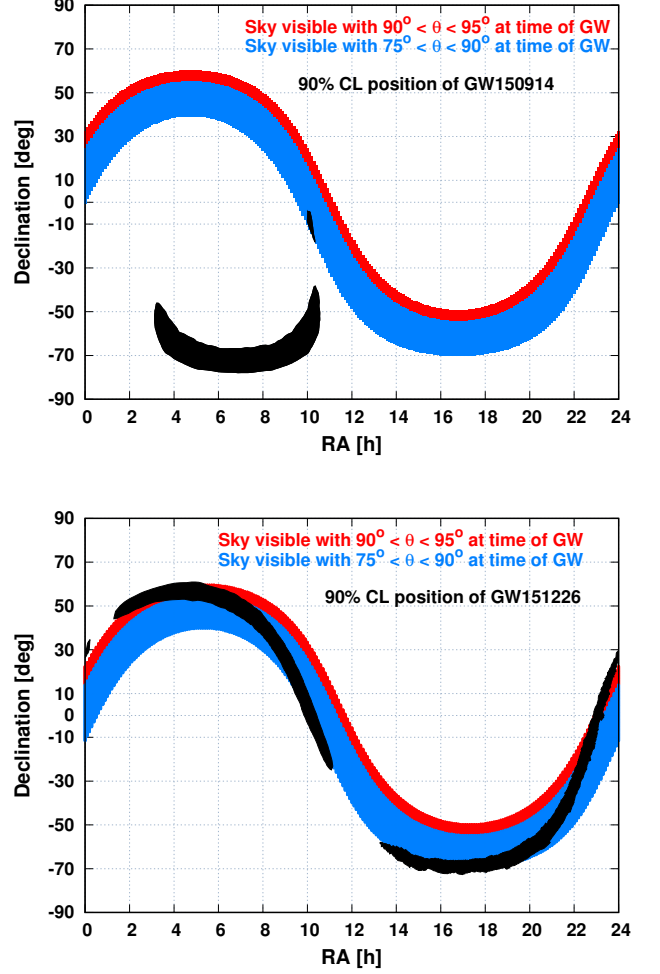 90
70
50
30
10
0
-10
-30
-50
-70
-90
Declination [deg]
Sky visible with 90° < θ < 95° at time of GW
Sky visible with 75° < θ < 90° at time of GW
90% CL position of GW150914
0 2 4 6 8 10 12 14 16 18 20 22 24
RA [h]
90
70
50
30
10
0
-10
-30
-50
-70
-90
Declination [deg]
Sky visible with 90° < θ < 95° at time of GW
Sky visible with 75° < θ < 90° at time of GW
90% CL position of GW151226
0 2 4 6 8 10 12 14 16 18 20 22 24
RA [h]